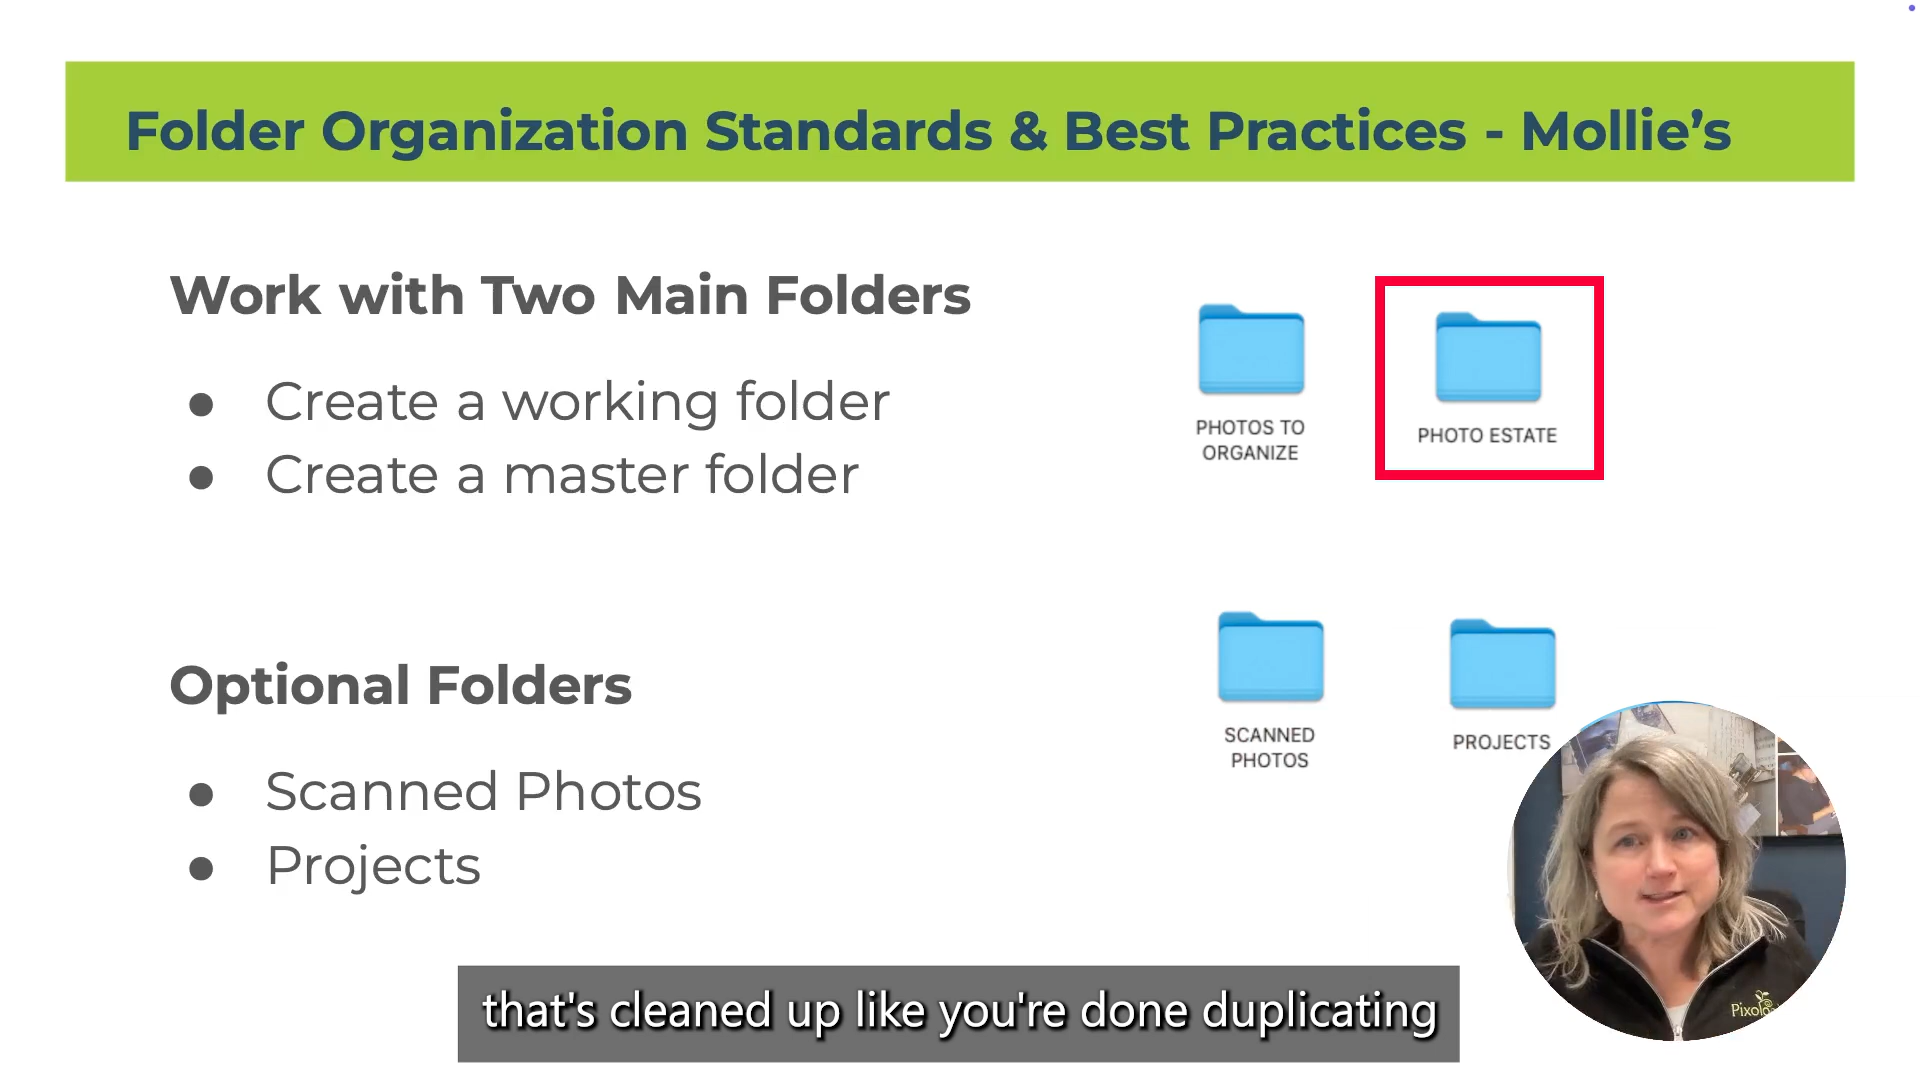 Folder Organization Standards & Best Practices - Mollie’s
Work with Two Main Folders
● Create a working folder
● Create a master folder
PHOTOS TO
ORGANIZE
PHOTO ESTATE
Optional Folders
● Scanned Photos
● Projects
SCANNED
PHOTOS
PROJECTS
that's cleaned up like you're done duplicating